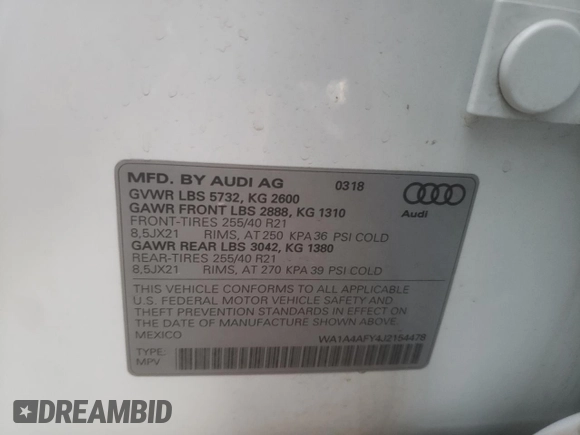 MFD. BY AUDI AG 0318
GVWR LBS 5732, KG 2600
GAWR FRONT LBS 2888, KG 1310
FRONT-TIRES 255/40 R21
8,5JX21 RIMS, AT 250 KPA 36 PSI COLD
GAWR REAR LBS 3042, KG 1380
REAR-TIRES 255/40 R21
8,5JX21 RIMS, AT 270 KPA 39 PSI COLD
Audi
THIS VEHICLE CONFORMS TO ALL APPLICABLE
U.S. FEDERAL MOTOR VEHICLE SAFETY AND
THEFT PREVENTION STANDARDS IN EFFECT ON
THE DATE OF MANUFACTURE SHOWN ABOVE.
MEXICO WA1A4AFY4J2154478
TYPE:
MPV
DREAMBID